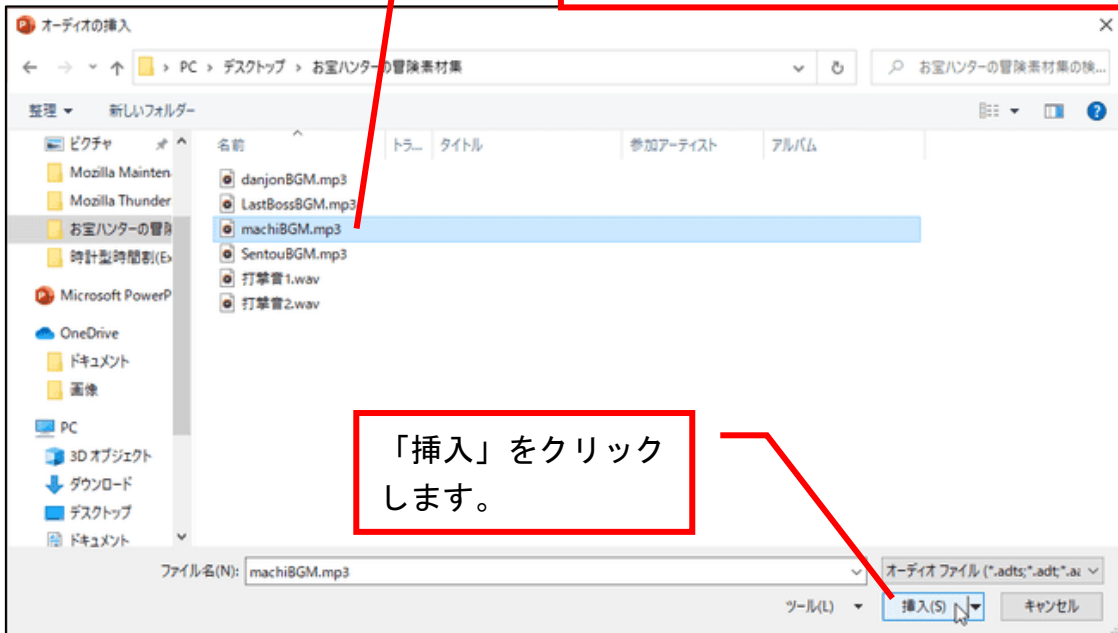 オーディオの挿入
PC › デスクトップ › お宝ハンターの冒険素材集
お宝ハンターの冒険素材集の検...
整理 新しいフォルダー
名前 トラ... タイトル 参加アーティスト アルバム
ピクチャ
Mozilla Mainten
Mozilla Thunder
お宝ハンターの冒険
時計型時間割(Ex
Microsoft PowerP
OneDrive
ドキュメント
画像
PC
3D オブジェクト
ダウンロード
デスクトップ
ドキュメント
danjonBGM.mp3
LastBossBGM.mp3
machiBGM.mp3
SentouBGM.mp3
打撃音1.wav
打撃音2.wav
「挿入」をクリック
します。
ファイル名(N): machiBGM.mp3
オーディオ ファイル (*.adts;*.adt;*.aa
ツール(L) 挿入(S) キャンセル